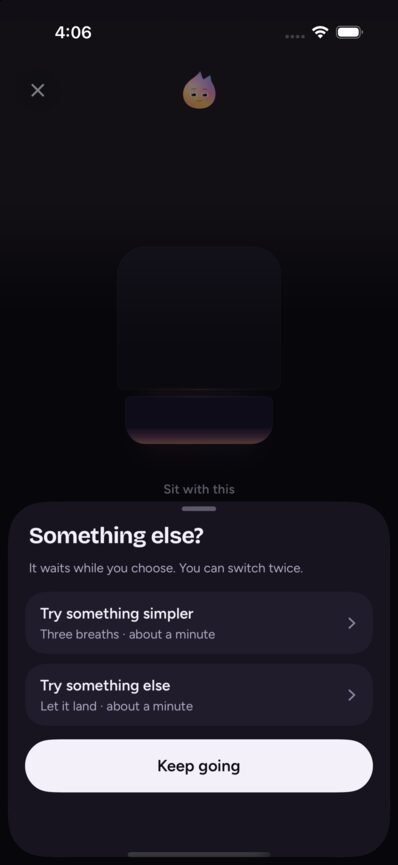 4:06
Sit with this
Something else?
It waits while you choose. You can switch twice.
Try something simpler
Three breaths · about a minute
Try something else
Let it land · about a minute
Keep going